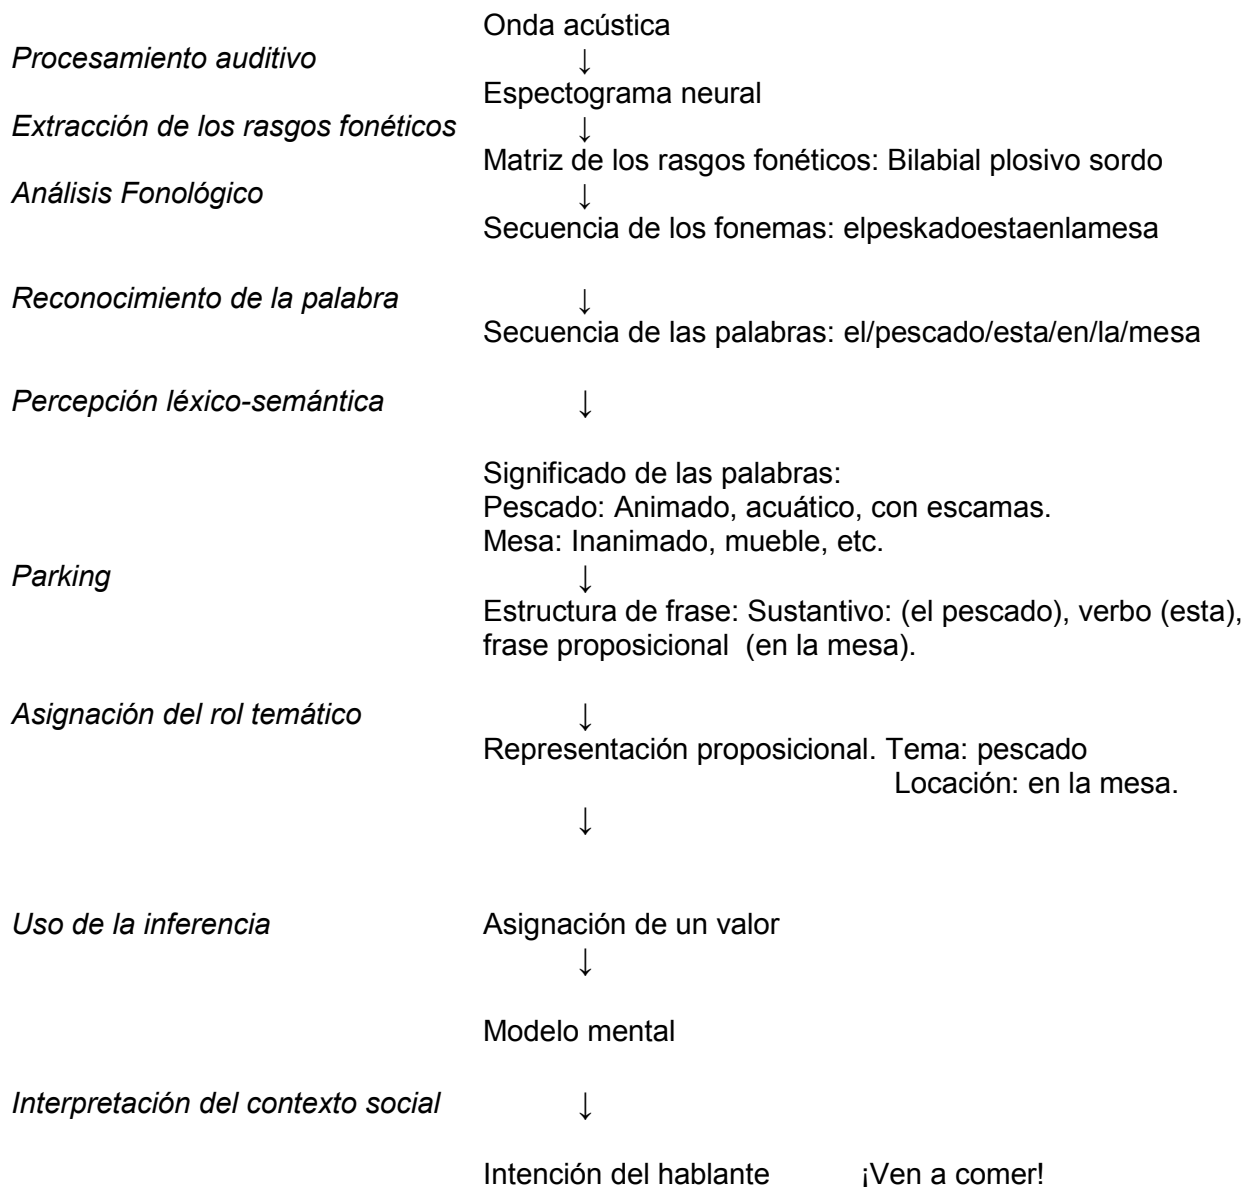 Onda acústica
Procesamiento auditivo ↓
Espectograma neural
Extracción de los rasgos fonéticos ↓
Matriz de los rasgos fonéticos: Bilabial plosivo sordo
Análisis Fonológico ↓
Secuencia de los fonemas: elpeskadoestaenlamesa
Reconocimiento de la palabra ↓
Secuencia de las palabras: el/pescado/esta/en/la/mesa
Percepción léxico-semántica ↓
Significado de las palabras:
Pescado: Animado, acuático, con escamas.
Mesa: Inanimado, mueble, etc.
Parking ↓
Estructura de frase: Sustantivo: (el pescado), verbo (esta),
frase proposicional (en la mesa).
Asignación del rol temático ↓
Representación proposicional. Tema: pescado
Locación: en la mesa.
↓
Uso de la inferencia Asignación de un valor
↓
Modelo mental
Interpretación del contexto social ↓
Intención del hablante ¡Ven a comer!